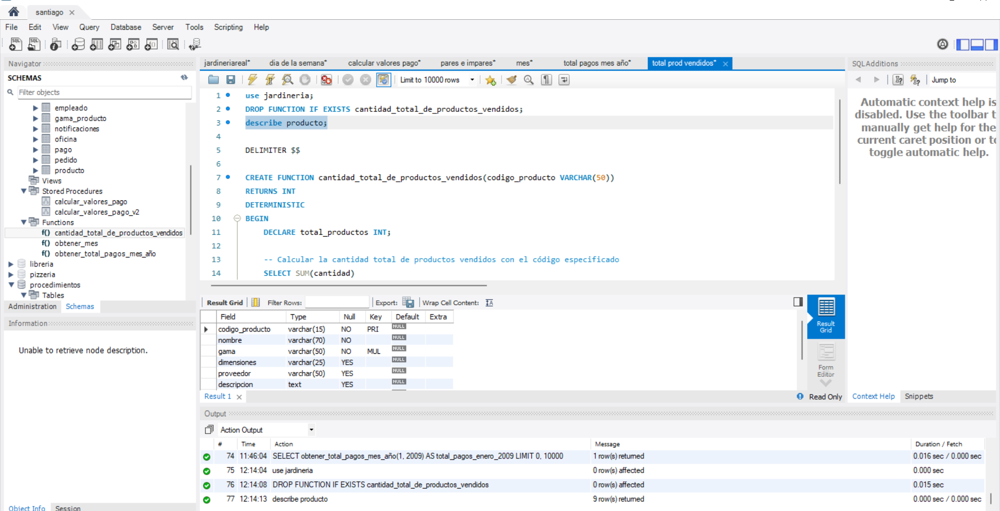 santiago
File Edit View Query Database Server Tools Scripting Help
Navigator
SCHEMAS
Filter objects
empleado
gama_producto
notificaciones
oficina
pago
pedido
producto
Views
Stored Procedures
calcular_valores_pago
calcular_valores_pago_v2
Functions
f() cantidad_total_de_productos_vendidos
f() obtener_mes
f() obtener_total_pagos_mes_año
libreria
pizzeria
procedimientos
Tables
Administration Schemas
Information
Unable to retrieve node description.
Object Info Session
jardineriareal* dia de la semana* calcular valores pago* pares e impares* mes* total pagos mes año* total prod vendidos*
Limit to 10000 rows
1 use jardineria;
2 DROP FUNCTION IF EXISTS cantidad_total_de_productos_vendidos;
3 describe producto;
4
5 DELIMITER $$
6
7 CREATE FUNCTION cantidad_total_de_productos_vendidos(codigo_producto VARCHAR(50))
8 RETURNS INT
9 DETERMINISTIC
10 BEGIN
11 DECLARE total_productos INT;
12
13 -- Calcular la cantidad total de productos vendidos con el código especificado
14 SELECT SUM(cantidad)
Result Grid Filter Rows: Export: Wrap Cell Content:
Field Type Null Key Default Extra
codigo_producto varchar(15) NO PRI NULL
nombre varchar(70) NO NULL
gama varchar(50) NO MUL NULL
dimensiones varchar(25) YES NULL
proveedor varchar(50) YES NULL
descripcion text YES NULL
Result
Grid
Form
Editor
Result 1
Read Only
SQLAdditions
Jump to
Automatic context help is
disabled. Use the toolbar t
manually get help for the
current caret position or to
toggle automatic help.
Context Help Snippets
Output
Action Output
# Time Action Message Duration / Fetch
74 11:46:04 SELECT obtener_total_pagos_mes_año(1, 2009) AS total_pagos_enero_2009 LIMIT 0, 10000 1 row(s) returned 0.016 sec / 0.000 sec
75 12:14:04 use jardineria 0 row(s) affected 0.000 sec
76 12:14:08 DROP FUNCTION IF EXISTS cantidad_total_de_productos_vendidos 0 row(s) affected 0.015 sec
77 12:14:13 describe producto 9 row(s) returned 0.000 sec / 0.000 sec